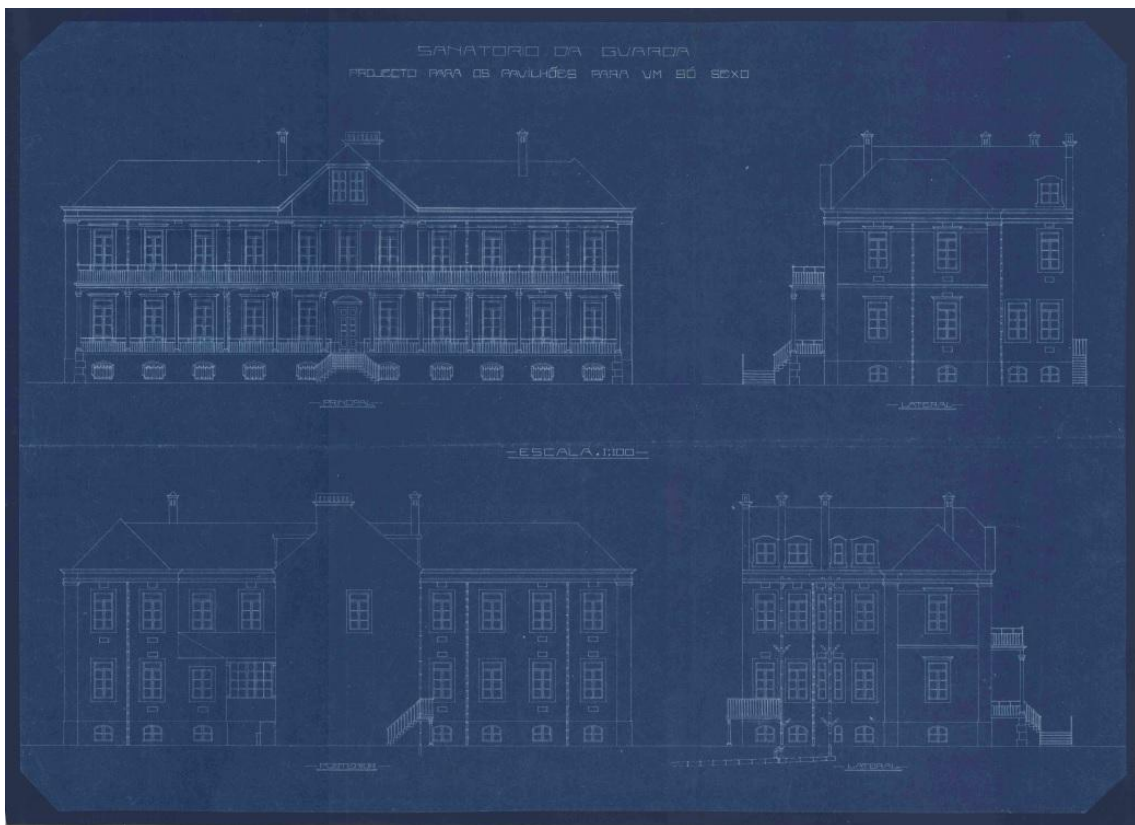 SANATORIO DA GUARDA
PROJECTO PARA OS PAVILHÕES PARA UM SÓ SEXO
PRINCIPAL
LATERAL
ESCALA. 1:100
POSTERIOR
LATERAL